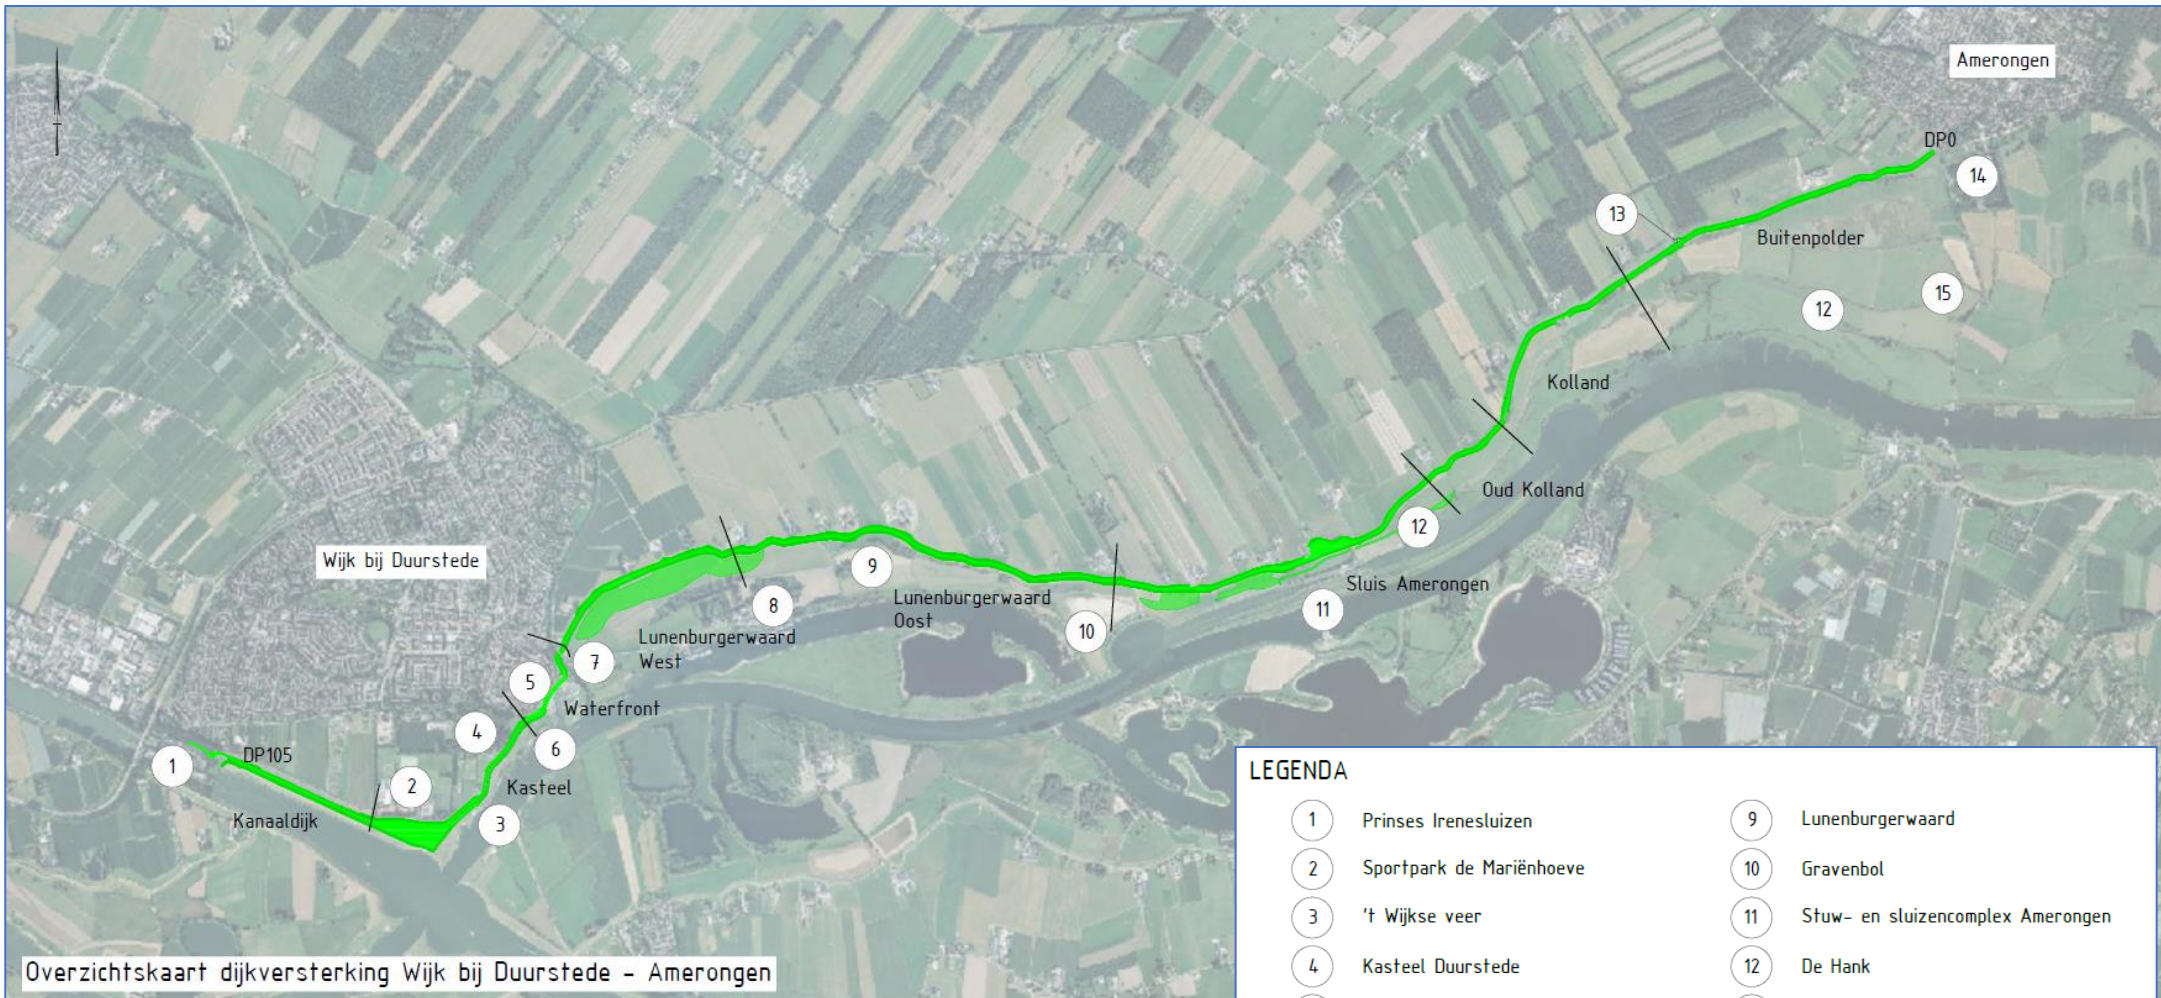 Amerongen
DP0
14
13
Buitenpolder
15
12
Kolland
Oud Kolland
12
Wijk bij Duurstede
9
Sluis Amerongen
8
Lunenburgerwaard
Oost
11
10
Lunenburgerwaard
West
7
5
Waterfront
4
6
DP105
1
2
Kasteel
Kanaaldijk
3
Overzichtskaart dijkversterking Wijk bij Duurstede - Amerongen
LEGENDA
1 Prinses Irenesluizen
2 Sportpark de Mariënhoeve
3 't Wijkse veer
4 Kasteel Duurstede
9 Lunenburgerwaard
10 Gravenbol
11 Stuw- en sluizencomplex Amerongen
12 De Hank